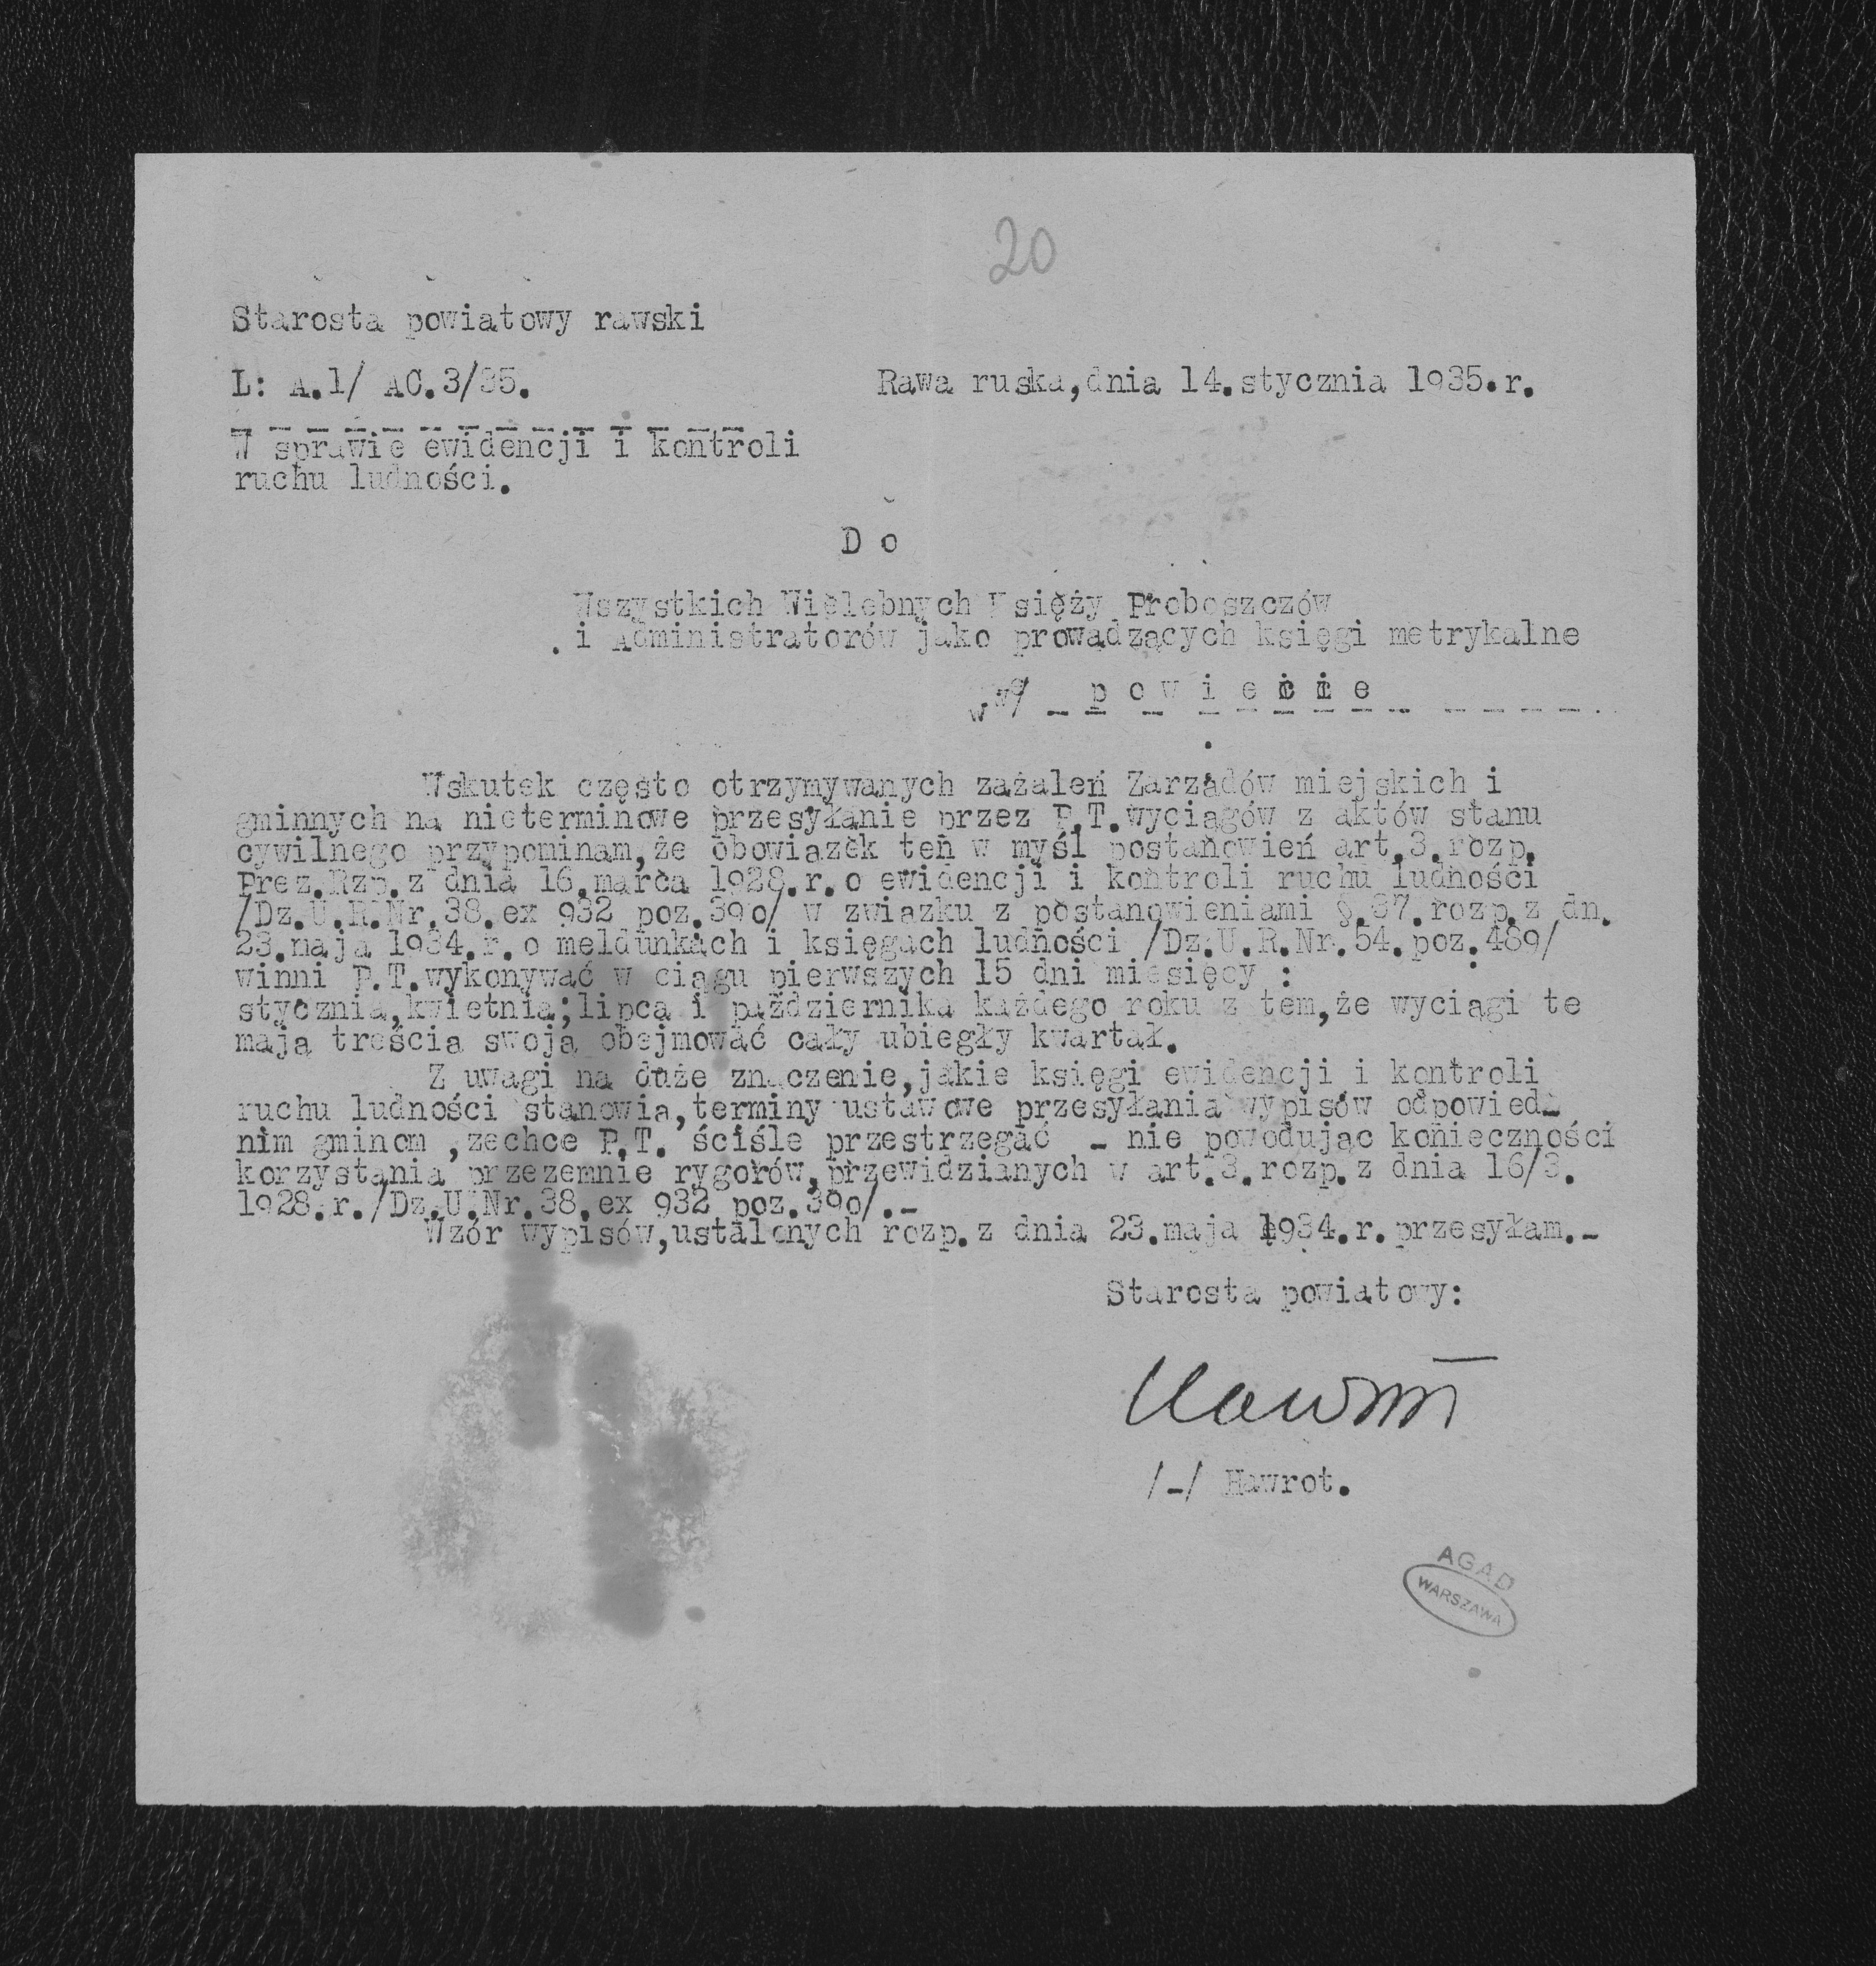 20
Starosta powiatowy rawski
L: A.1/ AC.3/35.
Rawa ruska,dnia 14.stycznia 1935.r.
W sprawie ewidencji i kontroli
ruchu ludności.
D o
Wszystkich Wielebnych Księży Proboszczów
i Administratorów jako prowadzących księgi metrykalne
w p o w i e c i e
Wskutek często otrzymywanych zażaleń Zarządów miejskich i
gminnych na nieterminowe przesyłanie przez P.T.wyciągów z aktów stanu
cywilnego przypominam,że obowiązek ten w myśl postanowień art.3.rozp.
Prez.Rzp.z dnia 16.marca 1928.r.o ewidencji i kontroli ruchu ludności
/Dz.U.R.Nr.38.ex 932 poz.39o/ w związku z postanowieniami §.37.rozp.z dn.
23.maja 1934.r.o meldunkach i księgach ludności /Dz.U.R.Nr.54.poz.489/
winni P.T.wykonywać w ciągu pierwszych 15 dni miesięcy :
stycznia,kwietnia;lipca i października każdego roku z tem,że wyciągi te
mają treścią swoją obejmować cały ubiegły kwartał.
Z uwagi na duże znaczenie,jakie księgi ewidencji i kontroli
ruchu ludności stanowią,terminy ustawowe przesyłania wypisów odpowied-
nim gminom ,zechce P.T. ściśle przestrzegać - nie powodując konieczności
korzystania przezemnie rygorów,przewidzianych w art.3.rozp.z dnia 16/3.
1928.r./Dz.U.Nr.38.ex 932 poz.39o/.-
Wzór wypisów,ustalonych rozp.z dnia 23.maja 1934.r.przesyłam.-
Starosta powiatowy:
Hawrot
/-/ Hawrot.
AGAD
WARSZAWA